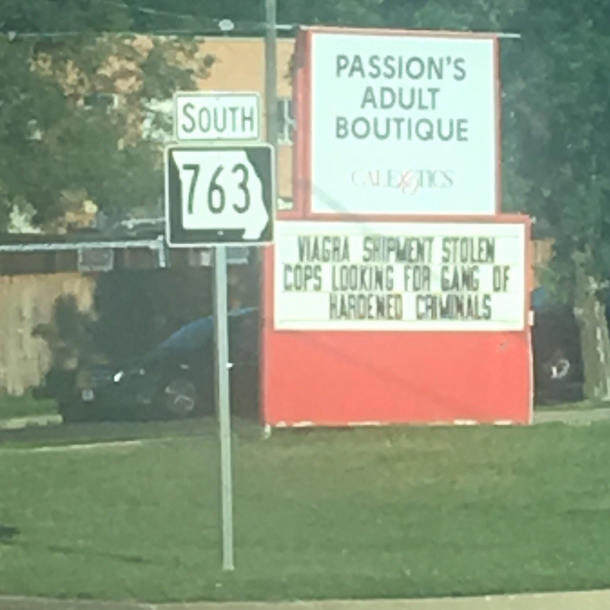 SOUTH
763
PASSION'S
ADULT
BOUTIQUE
CALEXOTICS
VIAGRA SHIPMENT STOLEN
COPS LOOKING FOR GANG OF
HARDENED CRIMINALS